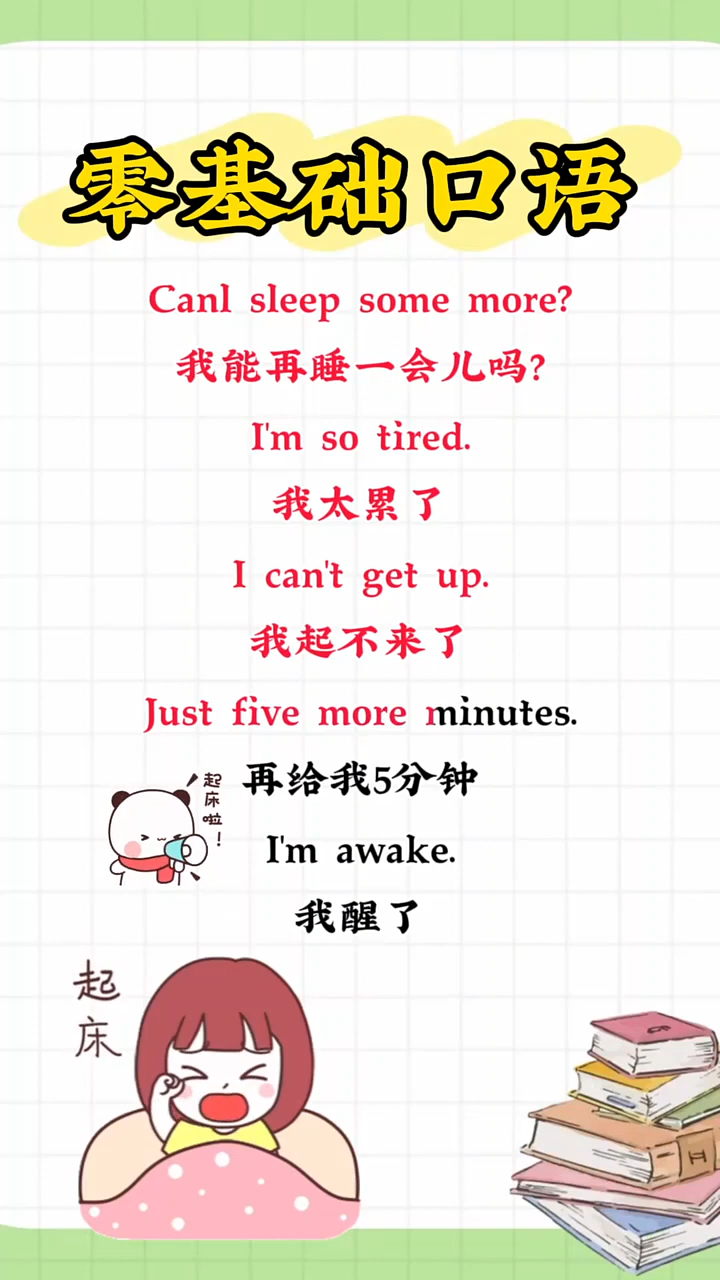 零基础口语
Canl sleep some more?
我能再睡一会儿吗?
I'm so tired.
我太累了
I can't get up.
我起不来了
Just five more minutes.
再给我5分钟
起床啦!
I'm awake.
我醒了
起床